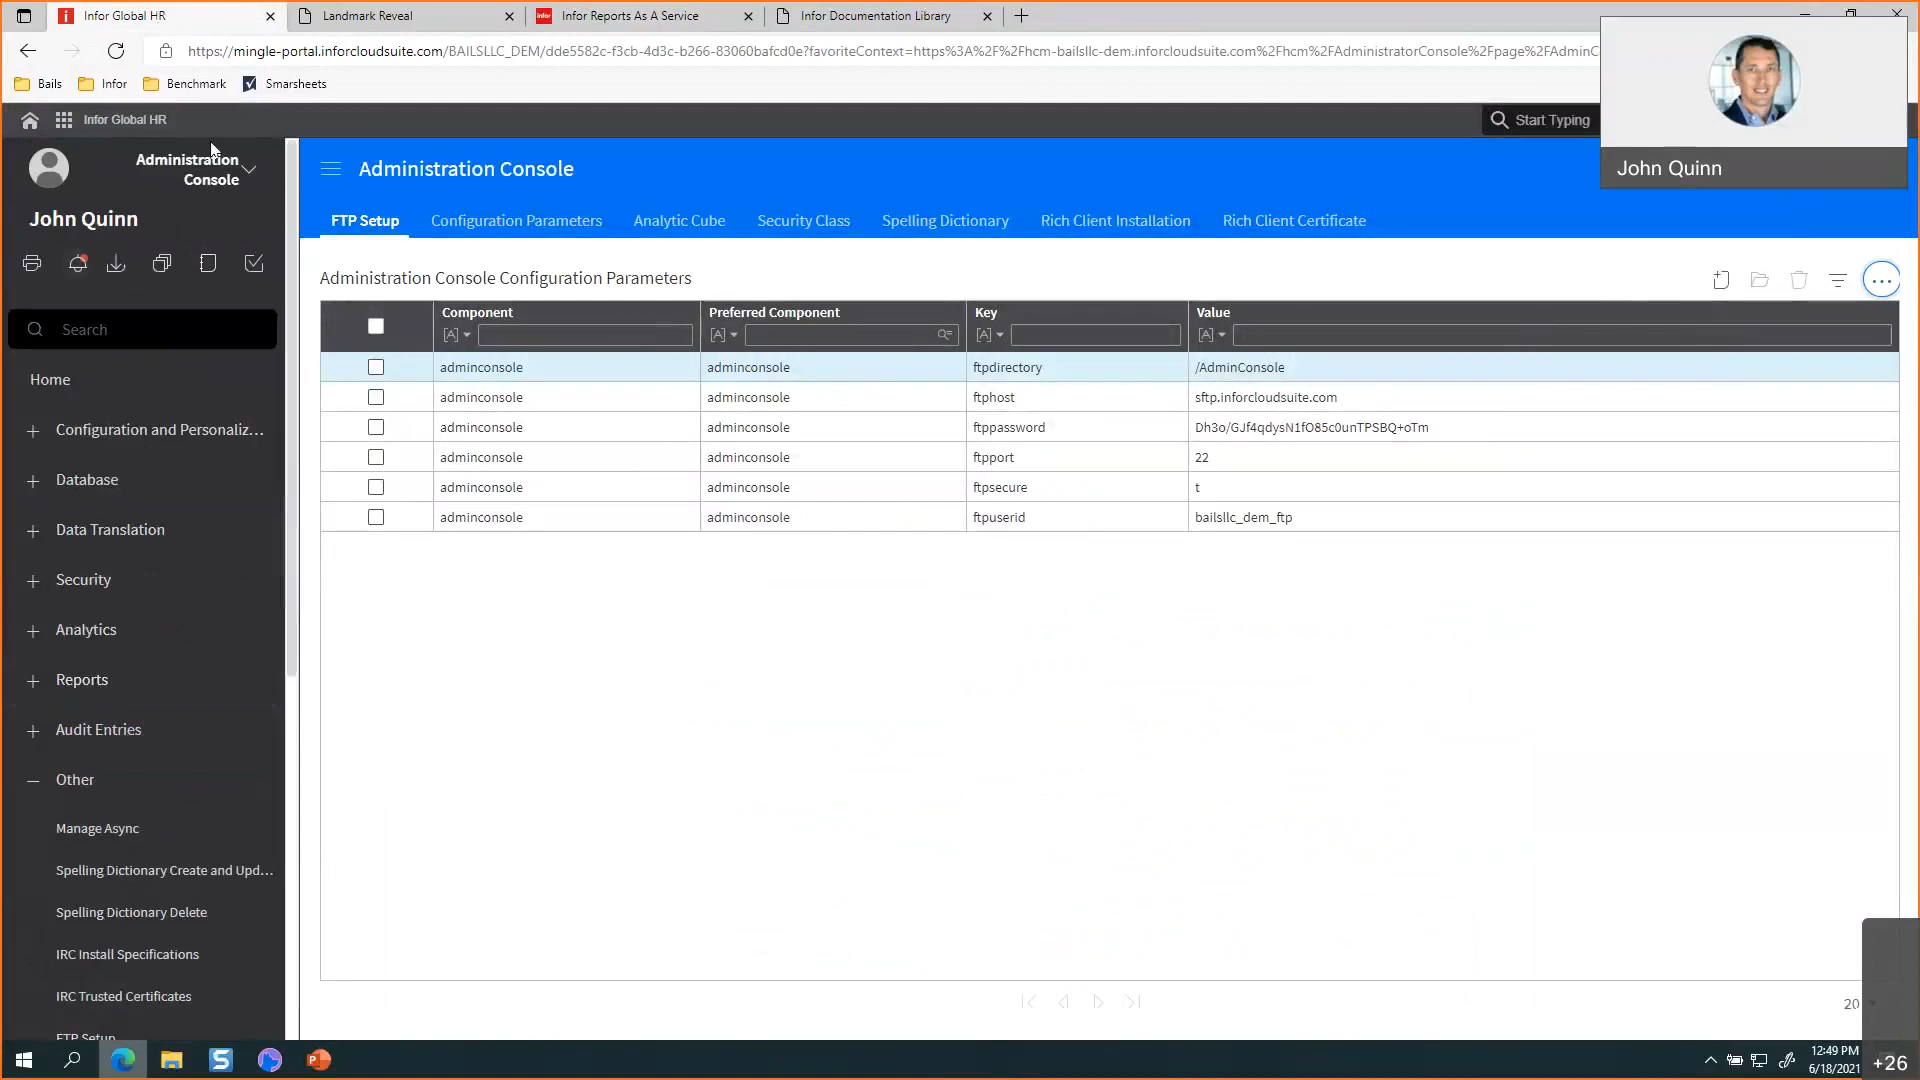 Infor Global HR
Landmark Reveal
infor Infor Reports As A Service
Infor Documentation Library
https://mingle-portal.inforcloudsuite.com/BAILSLLC_DEM/dde5582c-f3cb-4d3c-b266-83060bafcd0e?favoriteContext=https%3A%2F%2Fhcm-bailsllc-dem.inforcloudsuite.com%2Fhcm%2FAdministratorConsole%2Fpage%2FAdminC
Bails
Infor
Benchmark
Smarsheets
Infor Global HR
Start Typing
John Quinn
Administration
Console
John Quinn
Search
Home
Configuration and Personaliz...
Database
Data Translation
Security
Analytics
Reports
Audit Entries
Other
Manage Async
Spelling Dictionary Create and Upd...
Spelling Dictionary Delete
IRC Install Specifications
IRC Trusted Certificates
FTP Setup
Administration Console
FTP Setup Configuration Parameters Analytic Cube Security Class Spelling Dictionary Rich Client Installation Rich Client Certificate
Administration Console Configuration Parameters
Component Preferred Component Key Value
[A] [A] [A] [A]
adminconsole adminconsole ftpdirectory /AdminConsole
adminconsole adminconsole ftphost sftp.inforcloudsuite.com
adminconsole adminconsole ftppassword Dh3o/GJf4qdysN1fO85c0unTPSBQ+oTm
adminconsole adminconsole ftpport 22
adminconsole adminconsole ftpsecure t
adminconsole adminconsole ftpuserid bailsllc_dem_ftp
20
12:49 PM
6/18/2021
+26